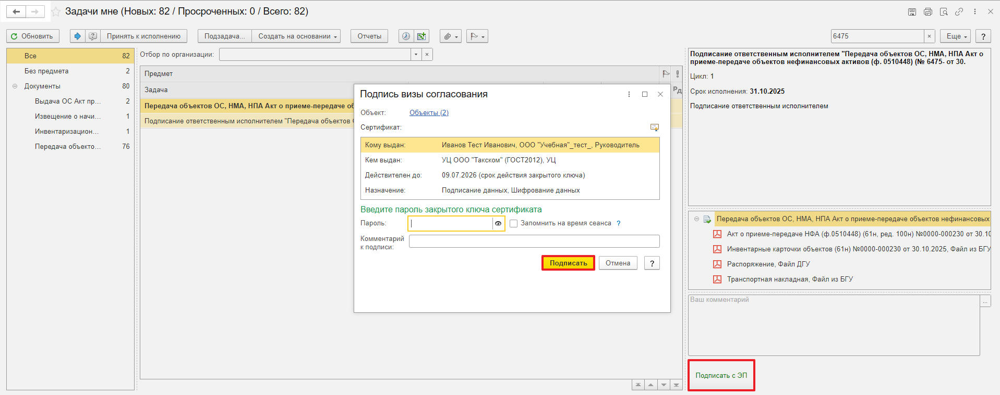 Задачи мне (Новых: 82 / Просроченных: 0 / Всего: 82)
Обновить
Принять к исполнению
Подзадача...
Создать на основании
Отчеты
6475
×
Еще
?
Все 82
Без предмета 2
Документы 80
Выдача ОС Акт пр... 2
Извещение о начи... 1
Инвентаризацион... 1
Передача объекто... 76
Отбор по организации:
Предмет
Задача
Рд
Передача объектов ОС, НМА, НПА Акт о приеме-передаче об
Подписание ответственным исполнителем "Передача объектов
Подпись визы согласования
Объект: Объекты (2)
Сертификат:
Кому выдан: Иванов Тест Иванович, ООО "Учебная"_тест_, Руководитель
Кем выдан: УЦ ООО "Такском" (ГОСТ2012), УЦ
Действителен до: 09.07.2026 (срок действия закрытого ключа)
Назначение: Подписание данных, Шифрование данных
Введите пароль закрытого ключа сертификата
Пароль:
Запомнить на время сеанса ?
Комментарий
к подписи:
Подписать
Отмена
?
Подписание ответственным исполнителем "Передача объектов ОС, НМА, НПА Акт о
приеме-передаче объектов нефинансовых активов (ф. 0510448) (№ 6475- от 30.
Цикл: 1
Срок исполнения: 31.10.2025
Подписание ответственным исполнителем
Передача объектов ОС, НМА, НПА Акт о приеме-передаче объектов нефинансовых
Акт о приеме-передаче НФА (ф.0510448) (61н, ред. 100н) №0000-000230 от 30.10
Инвентарные карточки объектов (61н) №0000-000230 от 30.10.2025, Файл из БГУ
Распоряжение, Файл ДГУ
Транспортная накладная, Файл из БГУ
Ваш комментарий
...
Подписать с ЭП